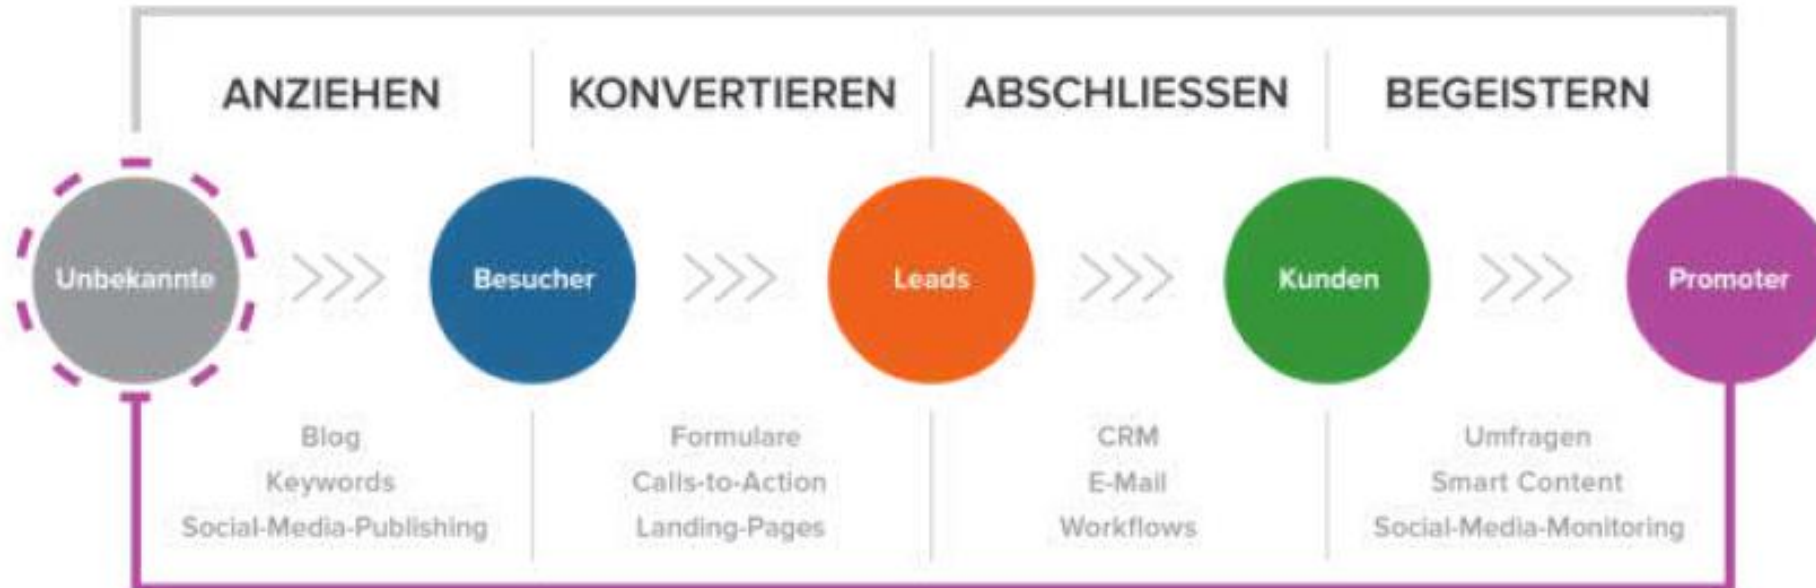 ANZIEHEN KONVERTIEREN ABSCHLIESSEN BEGEISTERN
Unbekannte Besucher Leads Kunden Promoter
Blog Formulare CRM Umfragen
Keywords Calls-to-Action E-Mail Smart Content
Social-Media-Publishing Landing-Pages Workflows Social-Media-Monitoring